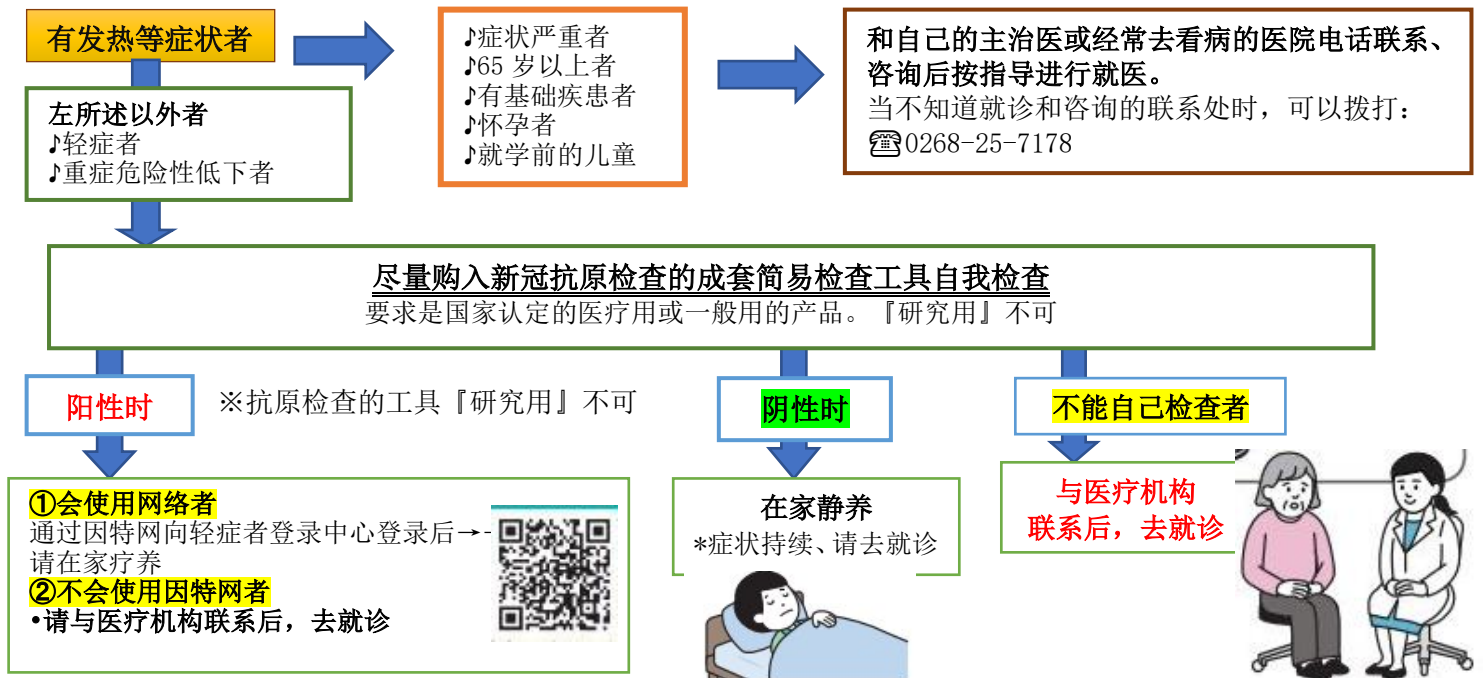 有发热等症状者
♪症状严重者
♪65 岁以上者
♪有基础疾患者
♪怀孕者
♪就学前的儿童
和自己的主治医或经常去看病的医院电话联系、
咨询后按指导进行就医。
当不知道就诊和咨询的联系处时，可以拨打：
☎0268-25-7178
左所述以外者
♪轻症者
♪重症危险性低下者
尽量购入新冠抗原检查的成套简易检查工具自我检查
要求是国家认定的医疗用或一般用的产品。『研究用』不可
阳性时
※抗原检查的工具『研究用』不可
阴性时
不能自己检查者
①会使用网络者
通过因特网向轻症者登录中心登录后→
请在家疗养
②不会使用因特网者
•请与医疗机构联系后，去就诊
在家静养
*症状持续、请去就诊
与医疗机构
联系后，去就诊